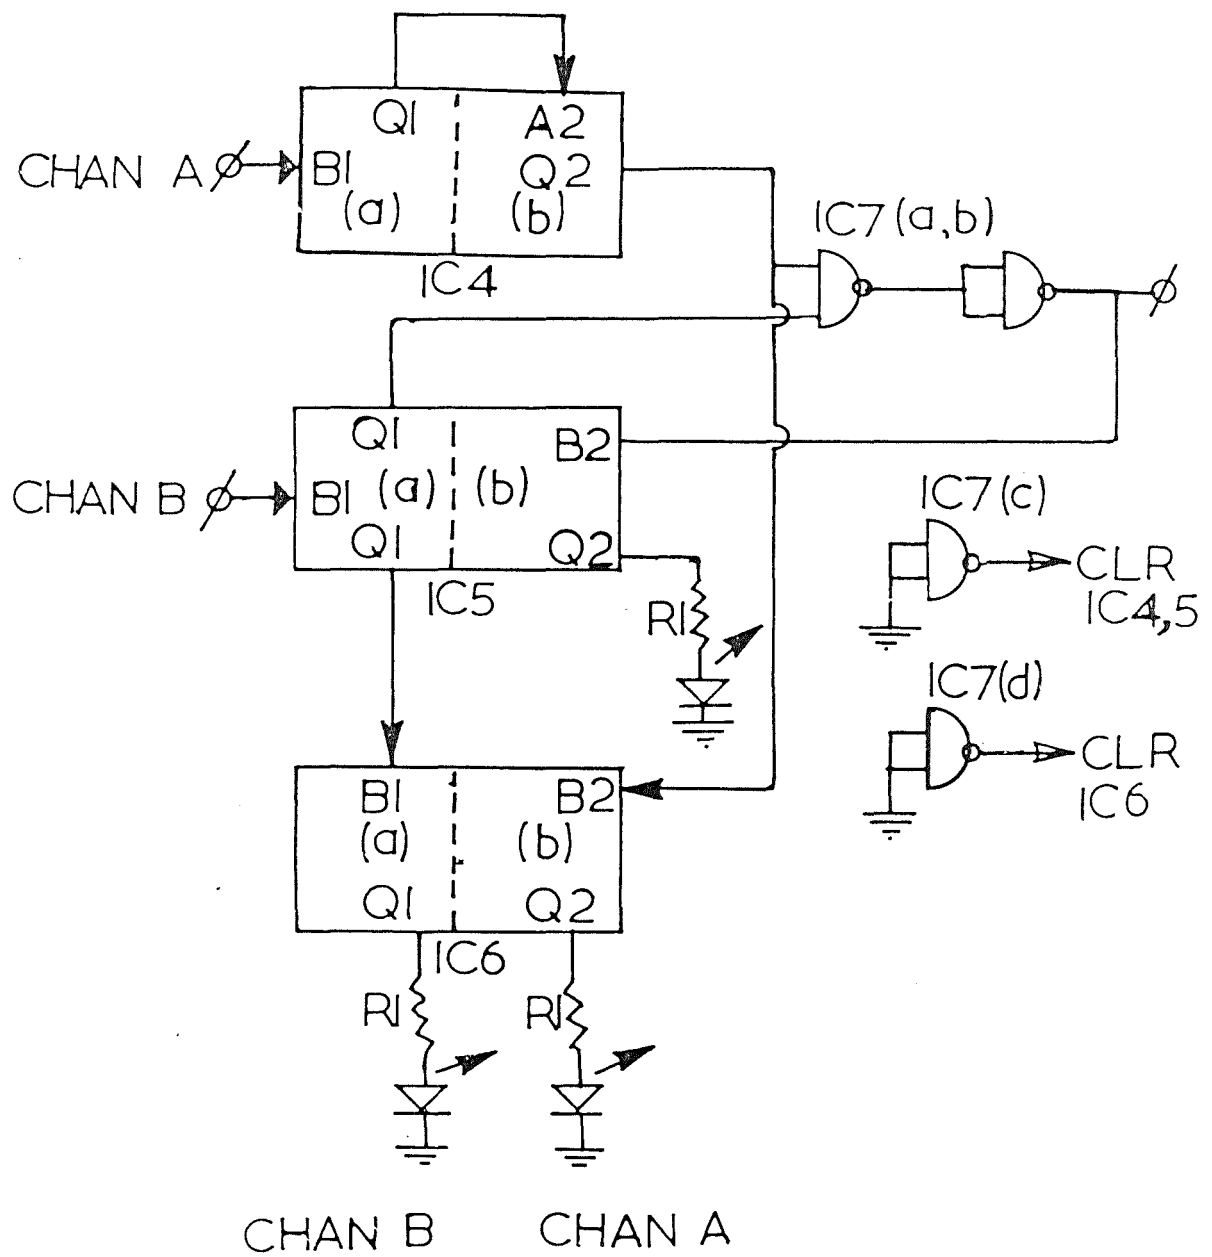 Q1
A2
CHAN A
B1
Q2
(a)
(b)
IC4
IC7(a,b)
Q1
B2
CHAN B
B1
(a)
(b)
Q1
Q2
IC5
R1
IC7(c)
CLR
IC4,5
IC7(d)
CLR
IC6
B1
B2
(a)
(b)
Q1
Q2
IC6
R1
R1
CHAN B
CHAN A